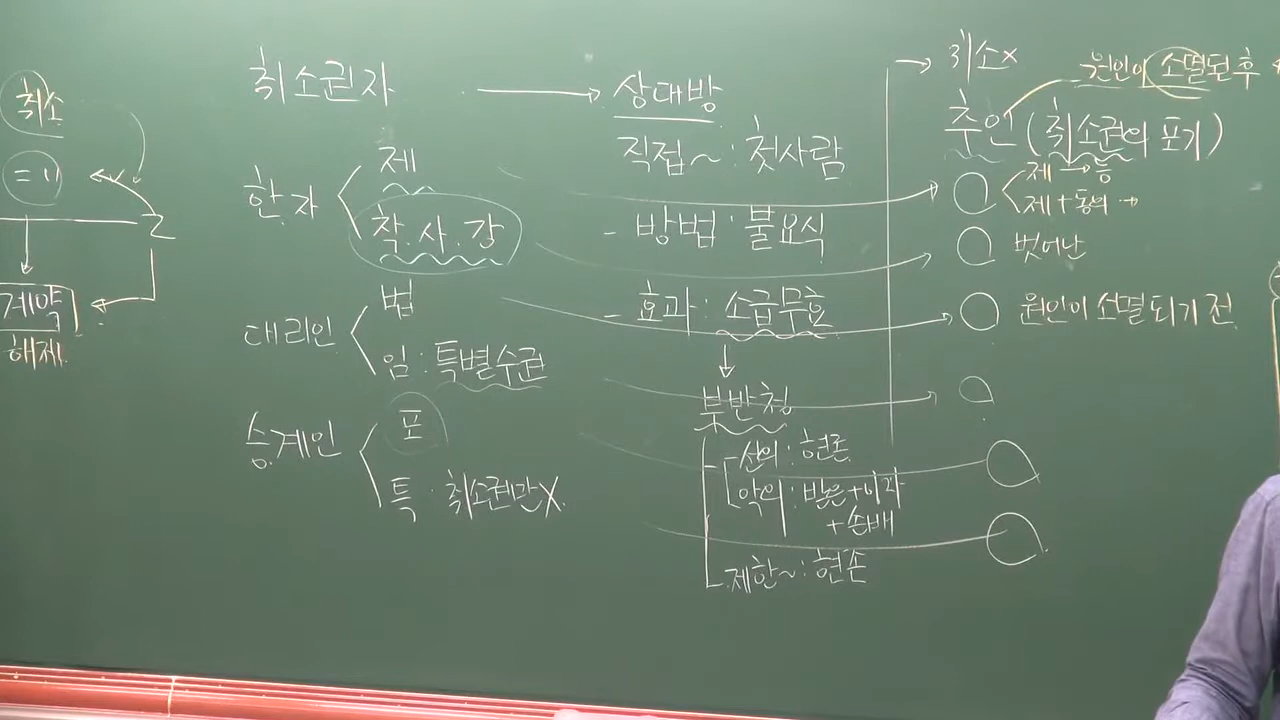 취소
= 11
2
계약
해제
취소권자 → 상대방
직접~ : 첫사람
한자
제
착.사.강
- 방법 : 불요식
대리인
법
임 : 특별수권
- 효과 : 소급무효
승계인
포
특 : 취소권만X
불반청
선의 : 현존
악의 : 받은+이자
+손배
제한~ : 현존
→ 취소×
원인이 소멸된 후
추인 (취소권의 포기)
제 → 능
제+동의 →
벗어난
원인이 소멸되기 전